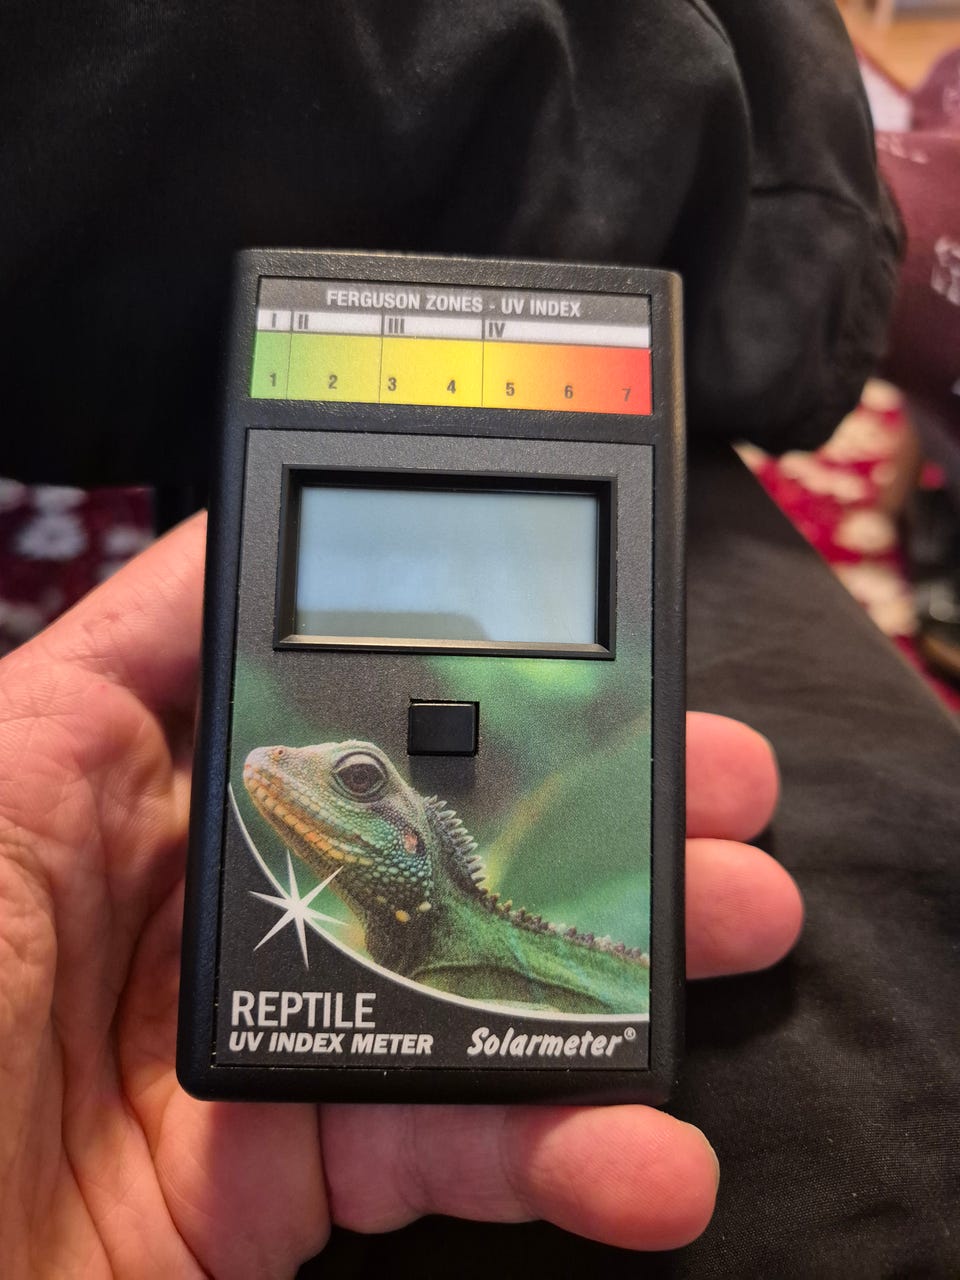 FERGUSON ZONES - UV INDEX
I II III IV
1 2 3 4 5 6 7
REPTILE
UV INDEX METER
Solarmeter®